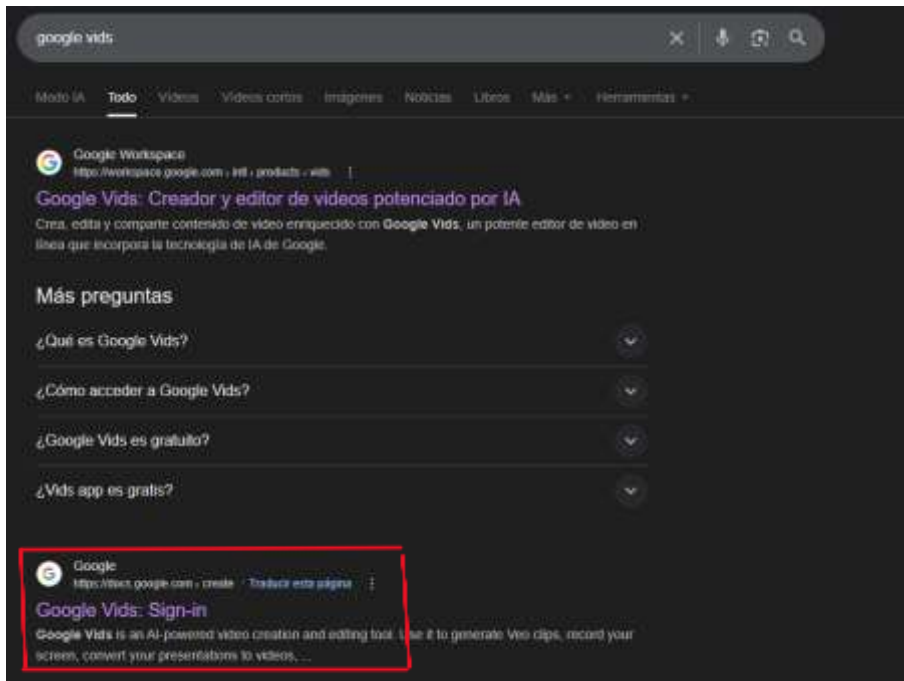 google vids
Modo IA Todo Vídeos Vídeos cortos Imágenes Noticias Libros Más Herramientas
Google Workspace
https://workspace.google.com › intl › products › vids
Google Vids: Creador y editor de videos potenciado por IA
Crea, edita y comparte contenido de video enriquecido con Google Vids, un potente editor de video en
línea que incorpora la tecnología de IA de Google.
Más preguntas
¿Qué es Google Vids?
¿Cómo acceder a Google Vids?
¿Google Vids es gratuito?
¿Vids app es gratis?
Google
https://docs.google.com › create · Traducir esta página
Google Vids: Sign-in
Google Vids is an AI-powered video creation and editing tool. Use it to generate Veo clips, record your
screen, convert your presentations to videos, ...